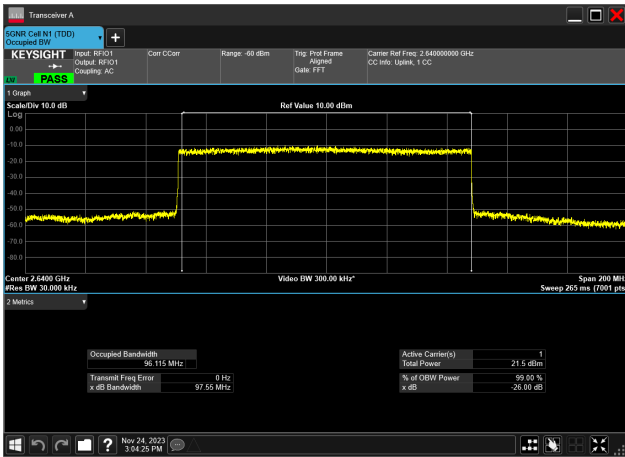 Transceiver A
5GNR Cell N1 (TDD)
Occupied BW
+
KEYSIGHT
LXI
PASS
Input: RFIO1
Output: RFIO1
Coupling: AC
Corr CCorr
Range: -60 dBm
Trig: Prot Frame
Aligned
Gate: FFT
Carrier Ref Freq: 2.640000000 GHz
CC Info: Uplink, 1 CC
1 Graph
Scale/Div 10.0 dB
Ref Value 10.00 dBm
Log
0.00
-10.0
-20.0
-30.0
-40.0
-50.0
-60.0
-70.0
-80.0
Center 2.6400 GHz
Video BW 300.00 kHz*
Span 200 MHz
#Res BW 30.000 kHz
Sweep 265 ms (7001 pts
2 Metrics
Occupied Bandwidth
96.115 MHz
Transmit Freq Error 0 Hz
x dB Bandwidth 97.55 MHz
Active Carrier(s) 1
Total Power 21.5 dBm
% of OBW Power 99.00 %
x dB -26.00 dB
?
Nov 24, 2023
3:04:25 PM